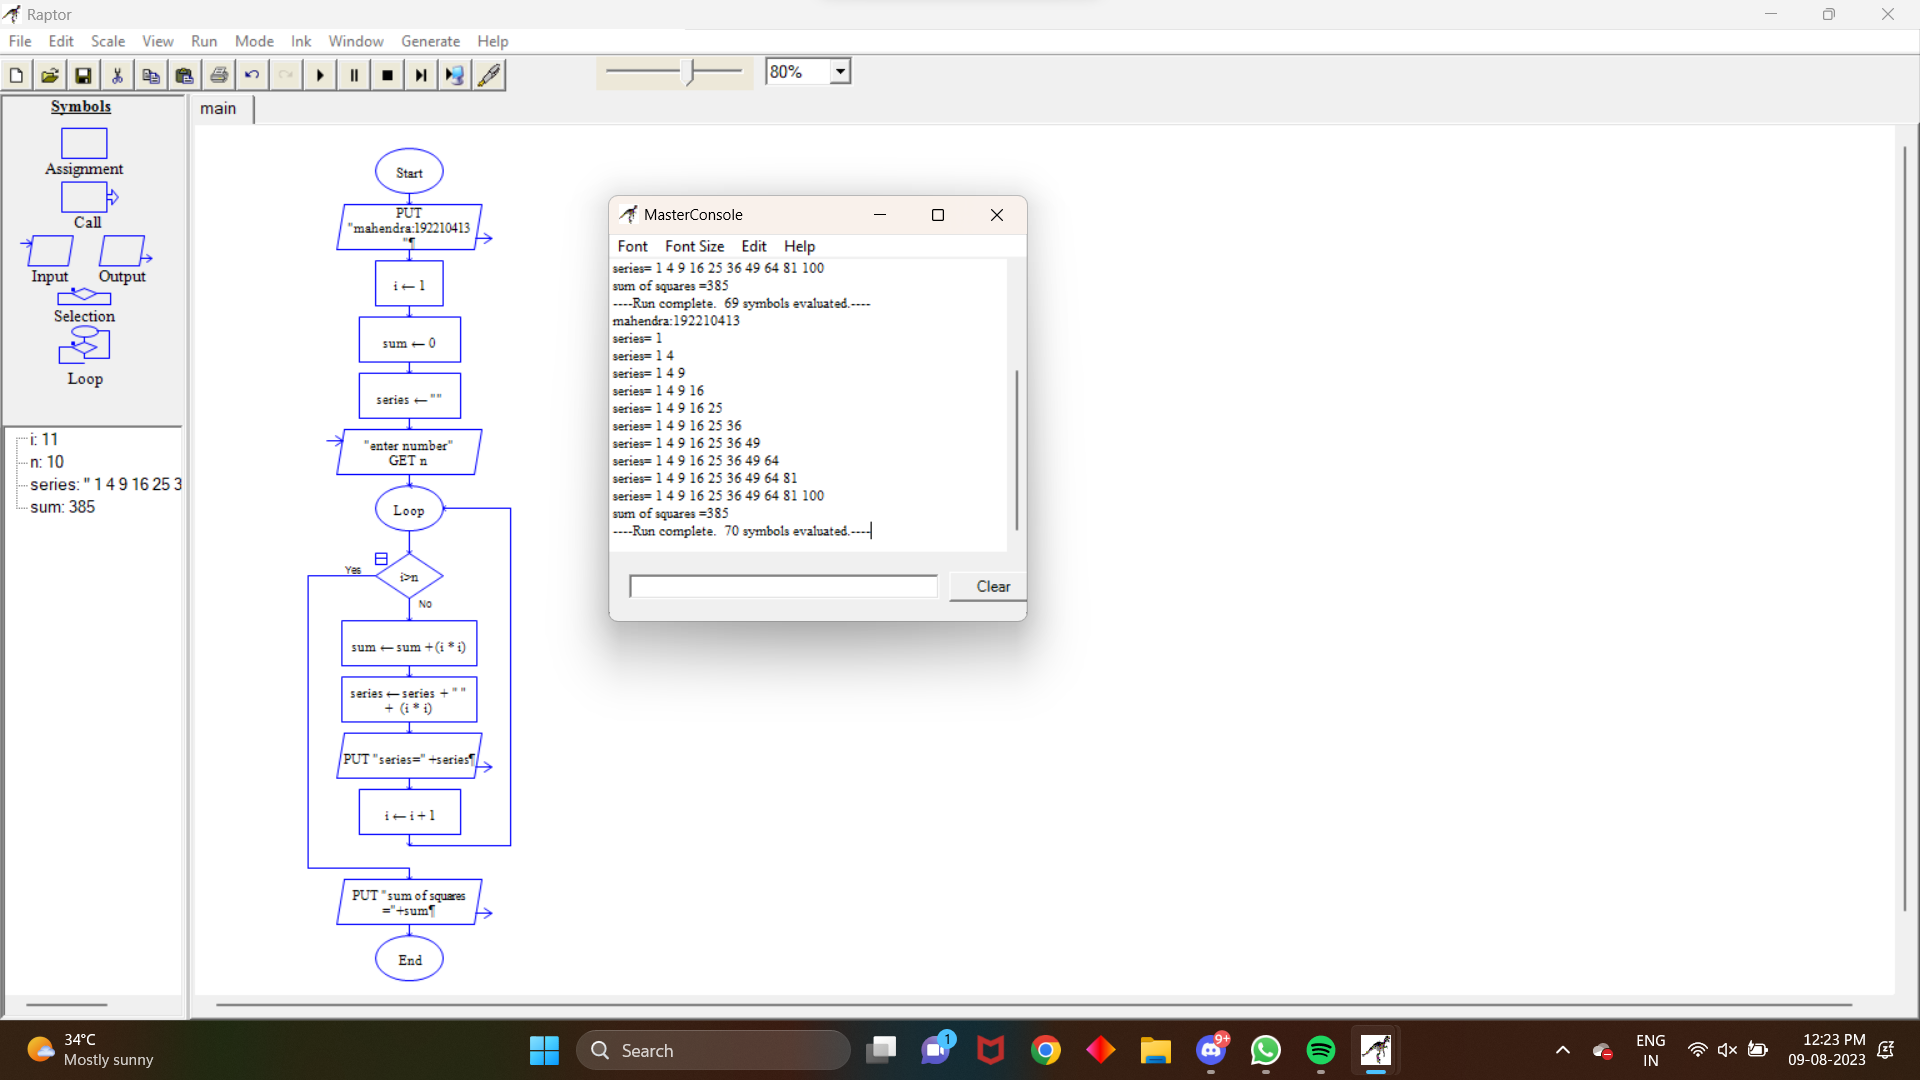 Raptor
File Edit Scale View Run Mode Ink Window Generate Help
80%
Symbols
Assignment
Call
Input Output
Selection
Loop
i: 11
n: 10
series: " 1 4 9 16 25 3
sum: 385
main
Start
PUT
"mahendra:192210413
"¶
i ← 1
sum ← 0
series ← ""
"enter number"
GET n
Loop
Yes
i>n
No
sum ← sum +(i * i)
series ← series + " "
+ (i * i)
PUT "series=" +series¶
i ← i + 1
PUT "sum of squares
="+sum¶
End
MasterConsole
Font Font Size Edit Help
series= 1 4 9 16 25 36 49 64 81 100
sum of squares =385
----Run complete. 69 symbols evaluated.----
mahendra:192210413
series= 1
series= 1 4
series= 1 4 9
series= 1 4 9 16
series= 1 4 9 16 25
series= 1 4 9 16 25 36
series= 1 4 9 16 25 36 49
series= 1 4 9 16 25 36 49 64
series= 1 4 9 16 25 36 49 64 81
series= 1 4 9 16 25 36 49 64 81 100
sum of squares =385
----Run complete. 70 symbols evaluated.----
Clear
34°C
Mostly sunny
Search
1
9+
ENG
IN
12:23 PM
09-08-2023